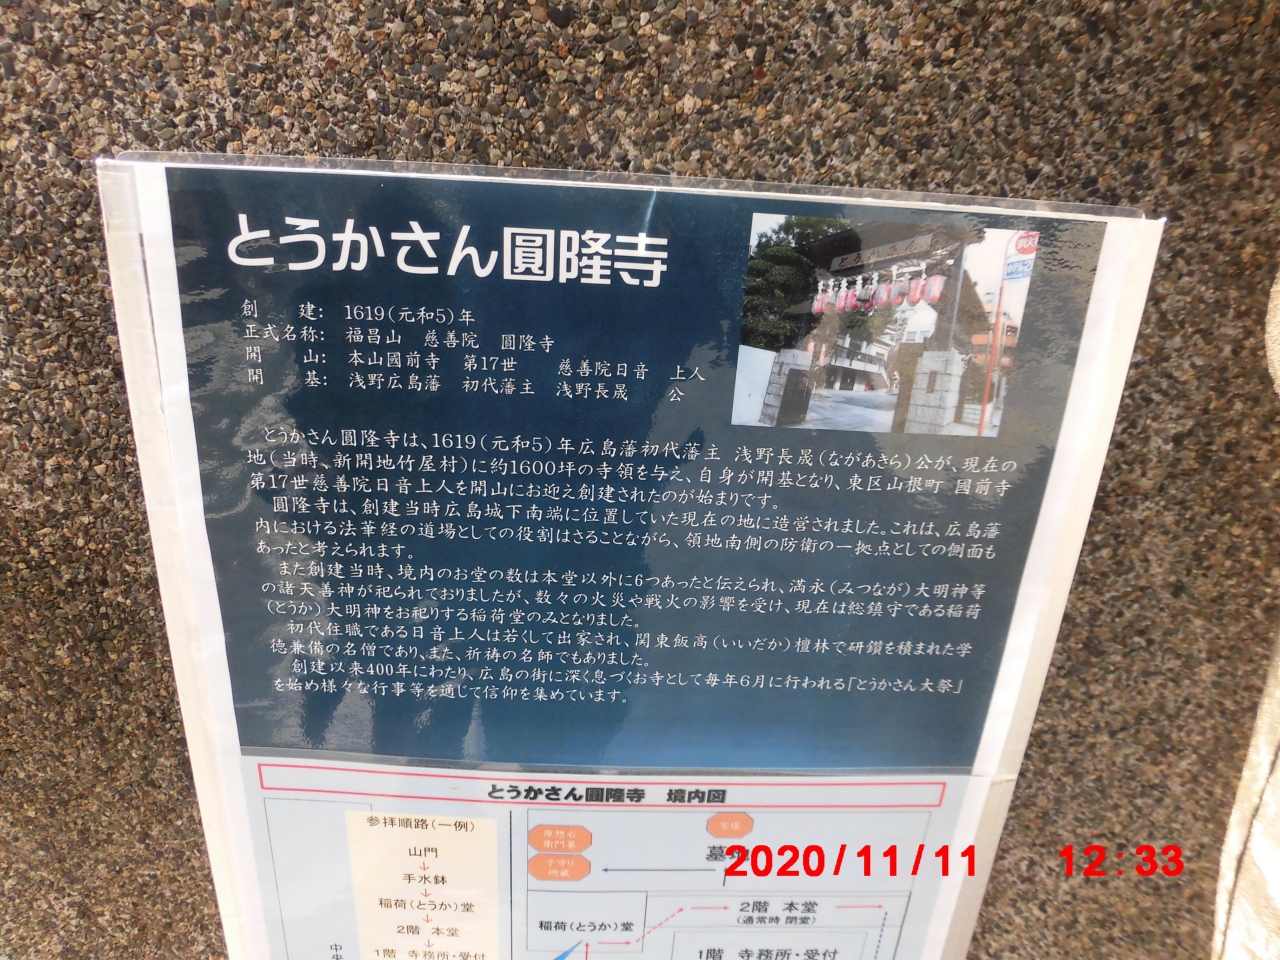 とうかさん圓隆寺
創　建: 1619(元和5)年
正式名称: 福昌山　慈善院　圓隆寺
開　山: 本山國前寺　第17世　慈善院日音　上人
開　基: 浅野広島藩　初代藩主　浅野長晟　公
とうかさん圓隆寺は、1619(元和5)年広島藩初代藩主 浅野長晟(ながあきら)公が、現在の
地(当時、新開地竹屋村)に約1600坪の寺領を与え、自身が開基となり、東区山根町 国前寺
第17世慈善院日音上人を開山にお迎え創建されたのが始まりです。
圓隆寺は、創建当時広島城下南端に位置していた現在の地に造営されました。これは、広島藩
内における法華経の道場としての役割はさることながら、領地南側の防衛の一拠点としての側面も
あったと考えられます。
また創建当時、境内のお堂の数は本堂以外に6つあったと伝えられ、満永(みつなが)大明神等
の諸天善神が祀られておりましたが、数々の火災や戦火の影響を受け、現在は総鎮守である稲荷
(とうか)大明神をお祀りする稲荷堂のみとなりました。
初代住職である日音上人は若くして出家され、関東飯高(いいだか)檀林で研鑽を積まれた学
徳兼備の名僧であり、また、祈祷の名師でもありました。
創建以来400年にわたり、広島の街に深く息づくお寺として毎年6月に行われる「とうかさん大祭」
を始め様々な行事等を通じて信仰を集めています。
とうかさん圓隆寺　境内図
参拝順路(一例)
山門
↓
手水鉢
↓
稲荷(とうか)堂
↓
2階　本堂
↓
1階　寺務所・受付
子守り
地蔵
稲荷(とうか)堂
2階　本堂
(通常時 閉堂)
1階　寺務所・受付
中央
2020/11/11　12:33